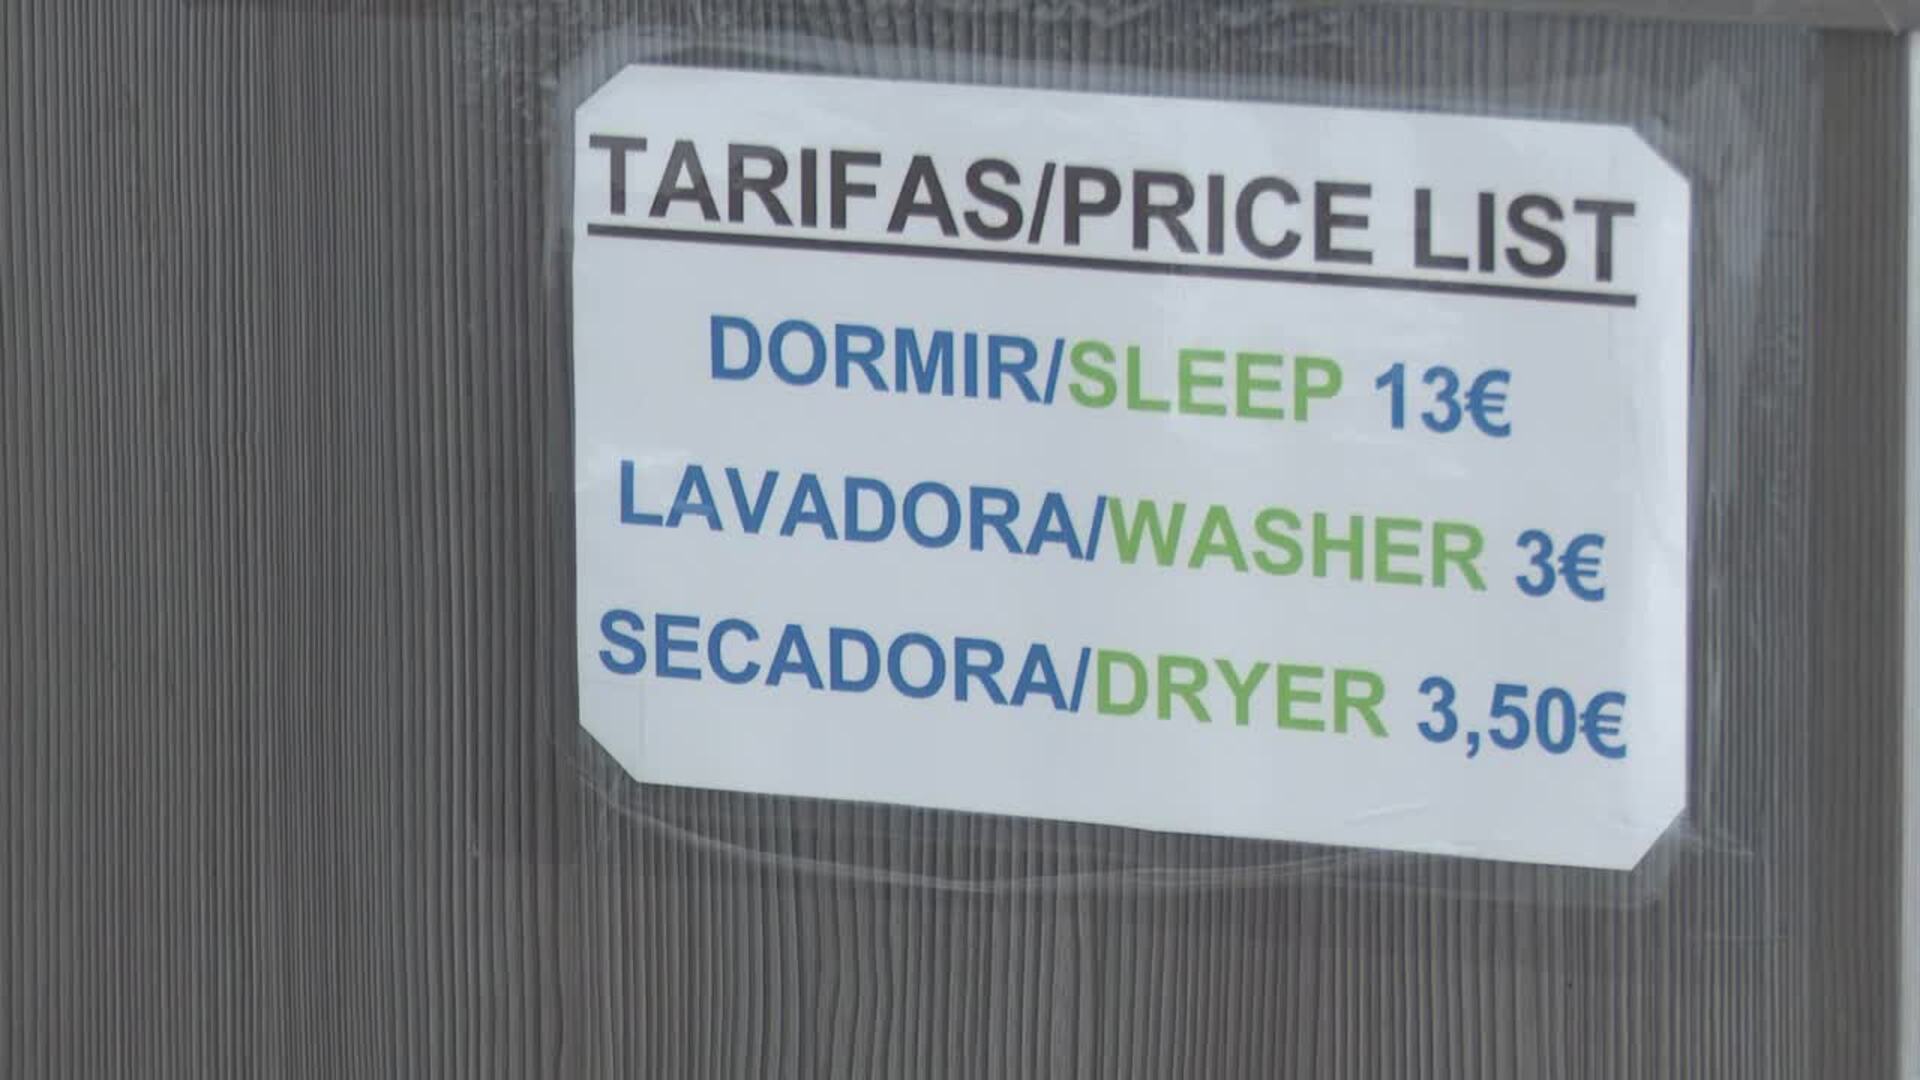 TARIFAS/PRICE LIST
DORMIR/SLEEP 13€
LAVADORA/WASHER 3€
SECADORA/DRYER 3,50€